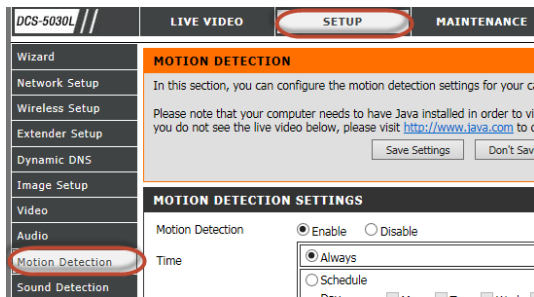 DCS-5030L
LIVE VIDEO SETUP MAINTENANCE
Wizard
Network Setup
Wireless Setup
Extender Setup
Dynamic DNS
Image Setup
Video
Audio
Motion Detection
Sound Detection
MOTION DETECTION
In this section, you can configure the motion detection settings for your
Please note that your computer needs to have Java installed in order to
you do not see the live video below, please visit http://www.java.com to
Save Settings Don't
MOTION DETECTION SETTINGS
Motion Detection Enable Disable
Time Always
Schedule